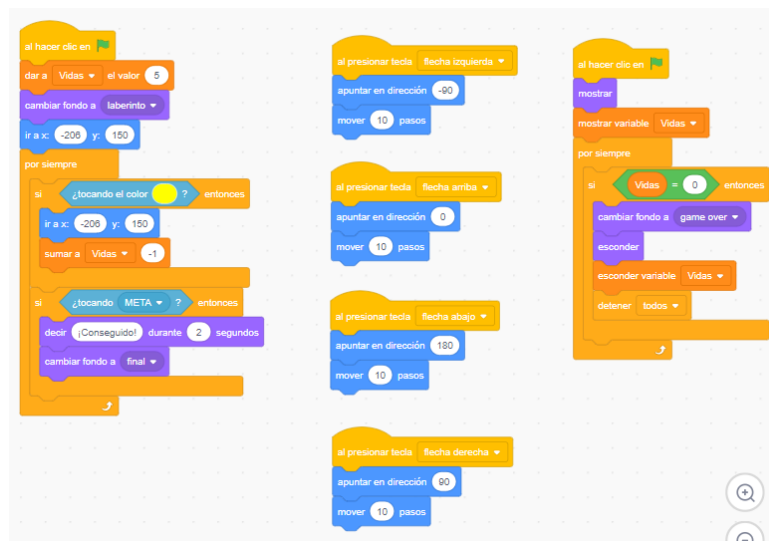 al hacer clic en
dar a Vidas el valor 5
cambiar fondo a laberinto
ir a x: -206 y: 150
por siempre
si ¿tocando el color ? entonces
ir a x: -206 y: 150
sumar a Vidas -1
si ¿tocando META ? entonces
decir ¡Conseguido! durante 2 segundos
cambiar fondo a final
al presionar tecla flecha izquierda
apuntar en dirección -90
mover 10 pasos
al presionar tecla flecha arriba
apuntar en dirección 0
mover 10 pasos
al presionar tecla flecha abajo
apuntar en dirección 180
mover 10 pasos
al presionar tecla flecha derecha
apuntar en dirección 90
mover 10 pasos
al hacer clic en
mostrar
mostrar variable Vidas
por siempre
si Vidas = 0 entonces
cambiar fondo a game over
esconder
esconder variable Vidas
detener todos